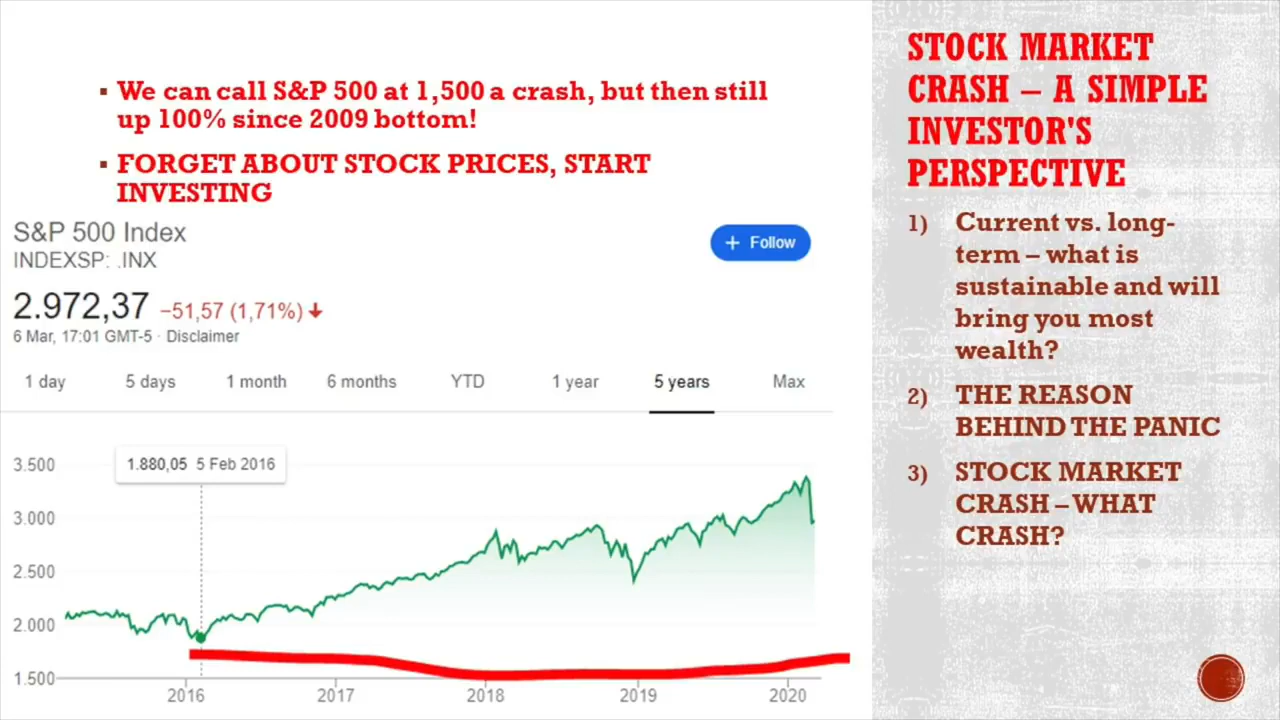 ▪ We can call S&P 500 at 1,500 a crash, but then still
up 100% since 2009 bottom!
▪ FORGET ABOUT STOCK PRICES, START
INVESTING
S&P 500 Index
INDEXSP: .INX
+ Follow
2.972,37 −51,57 (1,71%) ↓
6 Mar, 17:01 GMT-5 · Disclaimer
1 day 5 days 1 month 6 months YTD 1 year 5 years Max
1.880,05 5 Feb 2016
3.500
3.000
2.500
2.000
1.500
2016 2017 2018 2019 2020
STOCK MARKET
CRASH – A SIMPLE
INVESTOR'S
PERSPECTIVE
1) Current vs. long-
term – what is
sustainable and will
bring you most
wealth?
2) THE REASON
BEHIND THE PANIC
3) STOCK MARKET
CRASH – WHAT
CRASH?